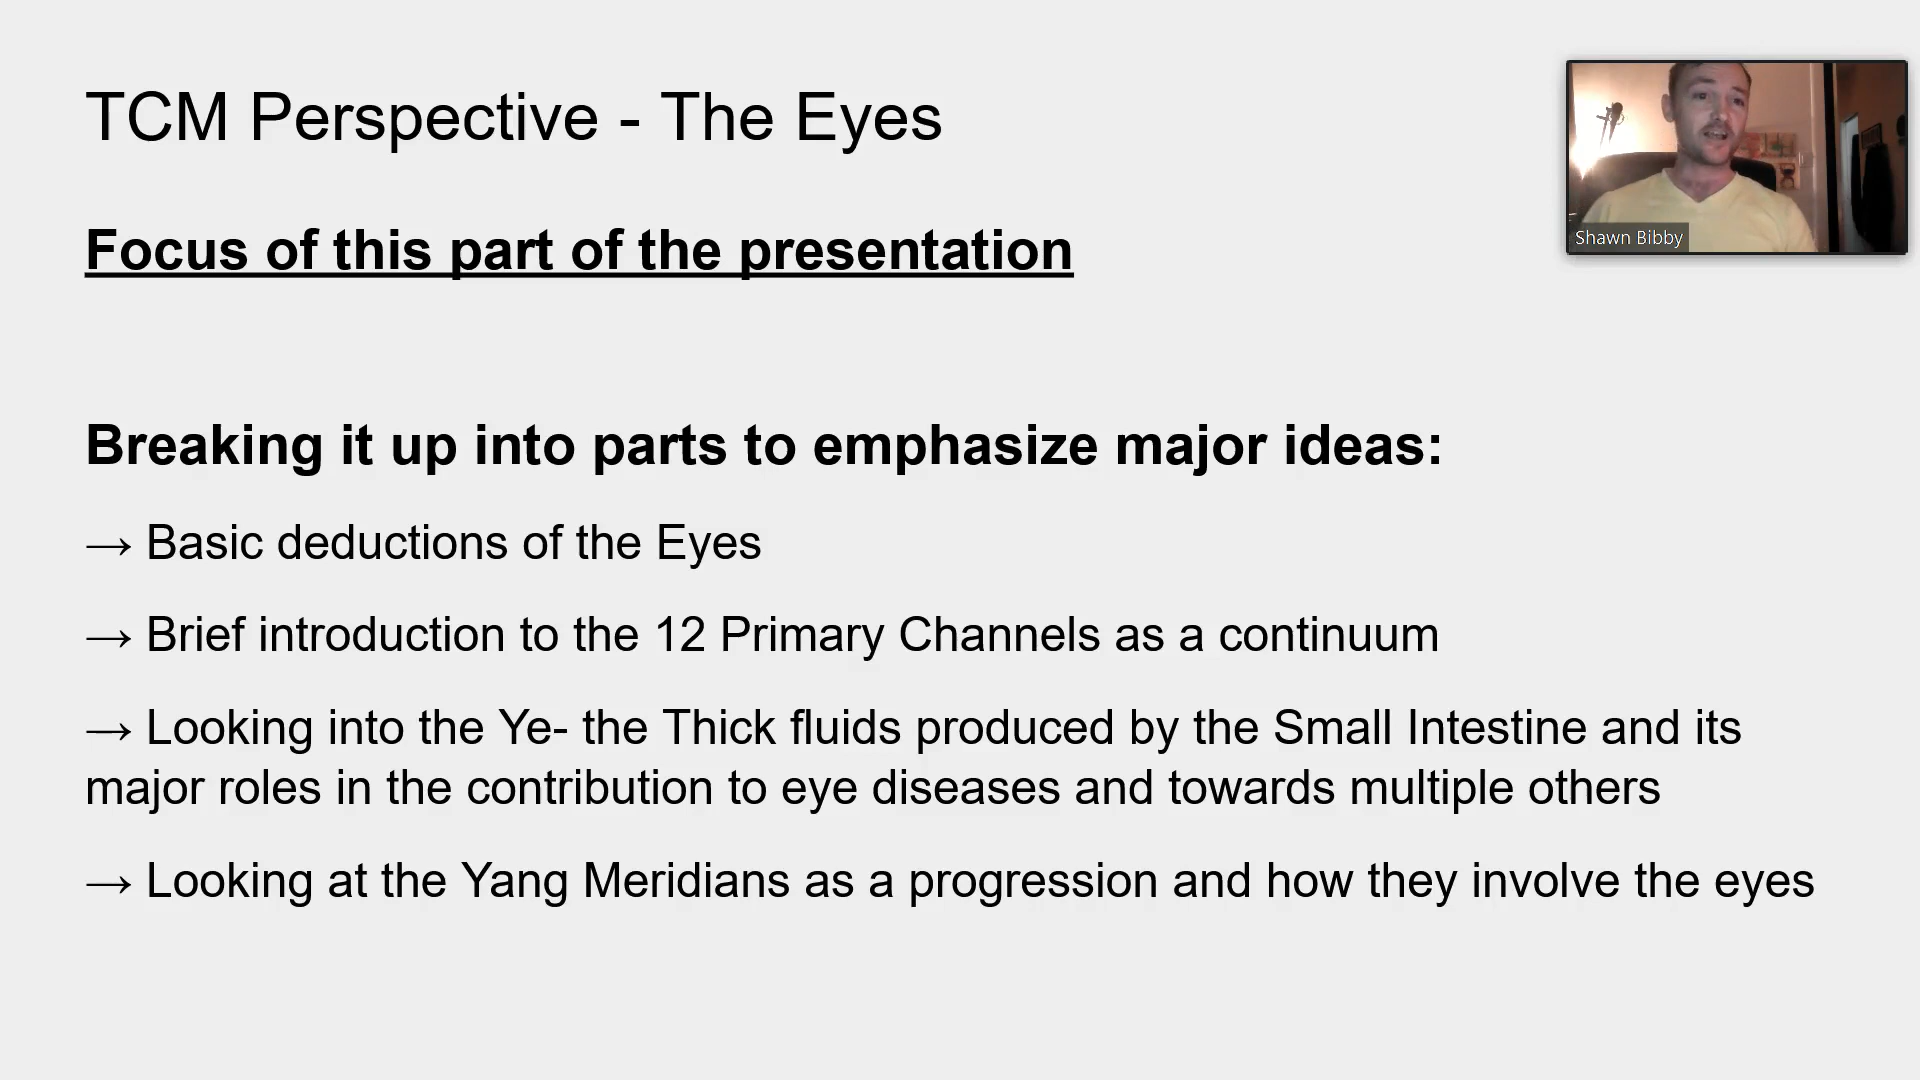 TCM Perspective - The Eyes
Shawn Bibby
Focus of this part of the presentation
Breaking it up into parts to emphasize major ideas:
→ Basic deductions of the Eyes
→ Brief introduction to the 12 Primary Channels as a continuum
→ Looking into the Ye- the Thick fluids produced by the Small Intestine and its
major roles in the contribution to eye diseases and towards multiple others
→ Looking at the Yang Meridians as a progression and how they involve the eyes